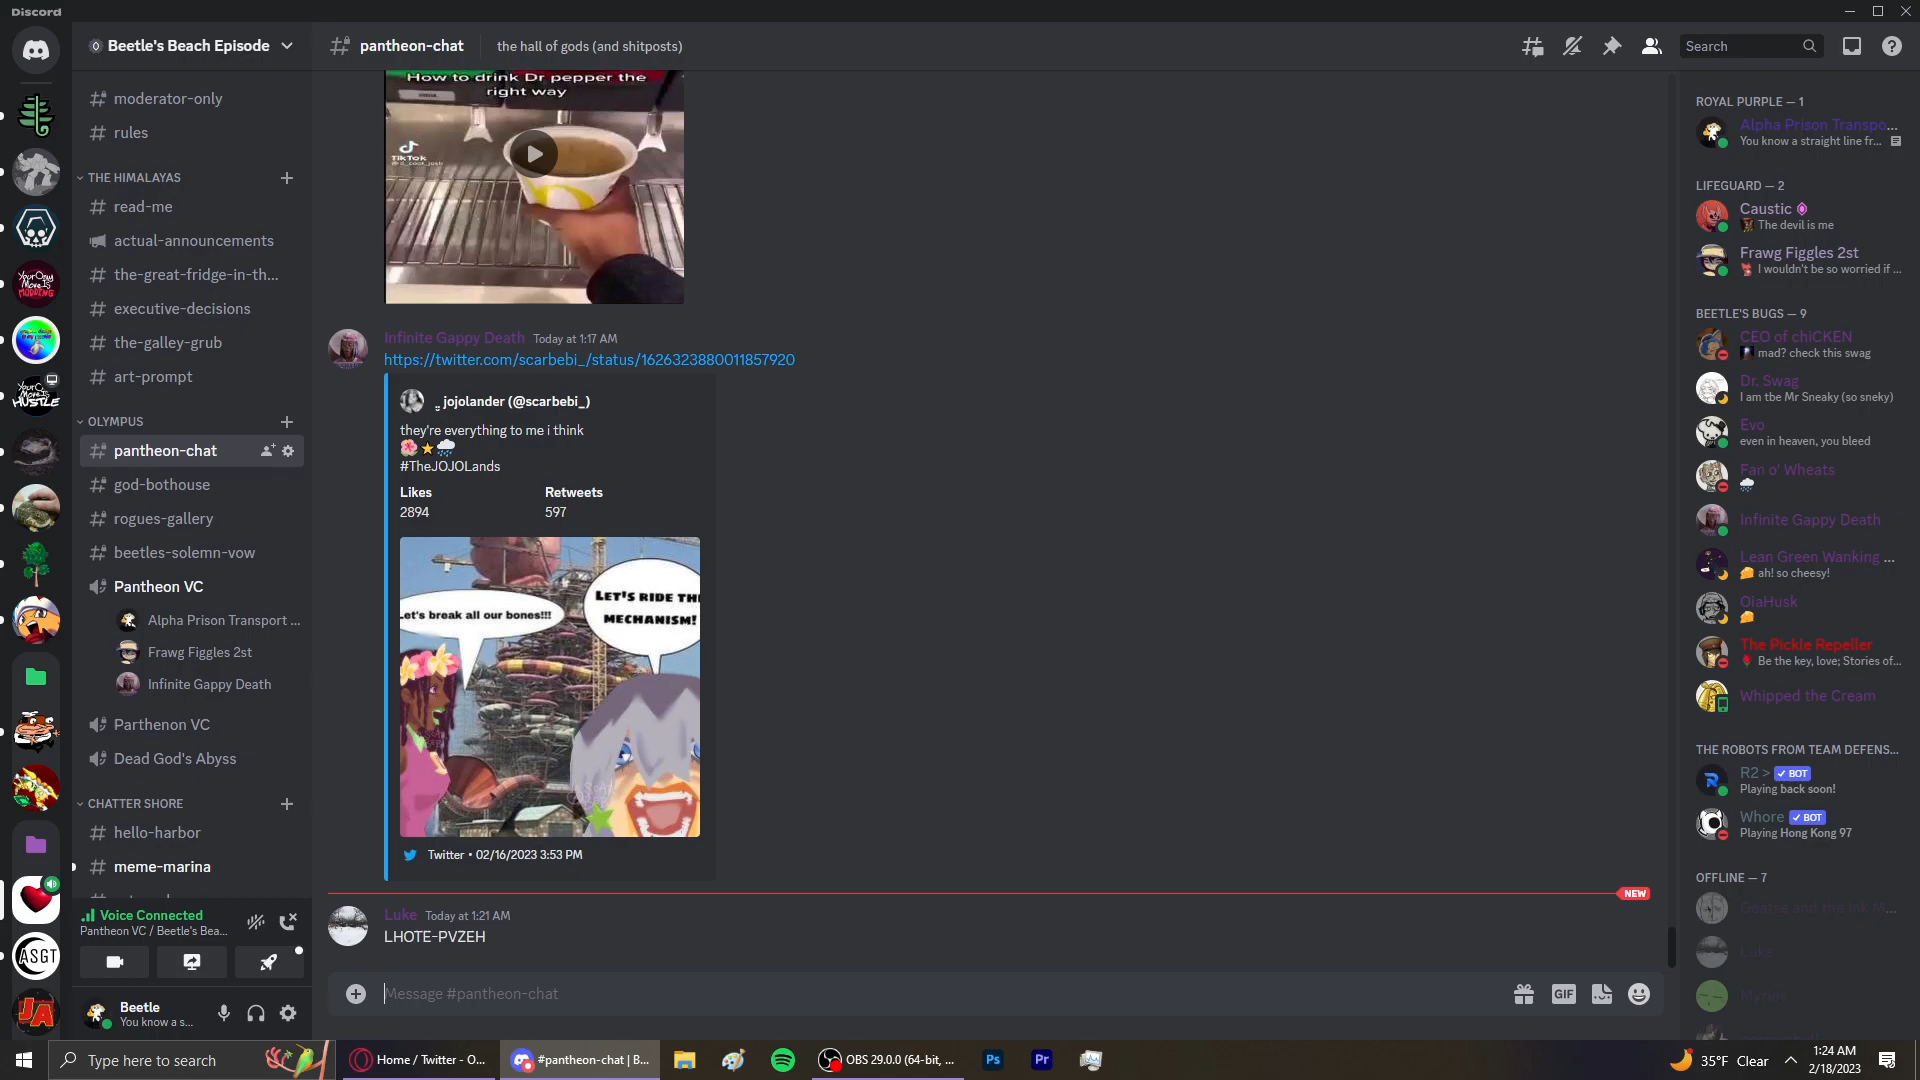 Discord
Beetle's Beach Episode
moderator-only
rules
THE HIMALAYAS
read-me
actual-announcements
the-great-fridge-in-th...
executive-decisions
the-galley-grub
art-prompt
OLYMPUS
pantheon-chat
god-bothouse
rogues-gallery
beetles-solemn-vow
Pantheon VC
Alpha Prison Transport ...
Frawg Figgles 2st
Infinite Gappy Death
Parthenon VC
Dead God's Abyss
CHATTER SHORE
hello-harbor
meme-marina
Voice Connected
Pantheon VC / Beetle's Bea...
Beetle
You know a s...
YOUR ONLY MOVE IS MODDING
HUSTLE
ASGT
JA
pantheon-chat
the hall of gods (and shitposts)
Search
How to drink Dr pepper the
right way
TikTok
Infinite Gappy Death Today at 1:17 AM
https://twitter.com/scarbebi_/status/1626323880011857920
jojolander (@scarbebi_)
they're everything to me i think
#TheJOJOLands
Likes Retweets
2894 597
Let's break all our bones!!!
LET'S RIDE THE
MECHANISM!
Twitter • 02/16/2023 3:53 PM
NEW
Luke Today at 1:21 AM
LHOTE-PVZEH
Message #pantheon-chat
GIF
ROYAL PURPLE — 1
Alpha Prison Transpo...
You know a straight line fr...
LIFEGUARD — 2
Caustic
The devil is me
Frawg Figgles 2st
I wouldn't be so worried if ...
BEETLE'S BUGS — 9
CEO of chiCKEN
mad? check this swag
Dr. Swag
I am tbe Mr Sneaky (so sneky)
Evo
even in heaven, you bleed
Fan o' Wheats
Infinite Gappy Death
Lean Green Wanking ...
ah! so cheesy!
OiaHusk
The Pickle Repeller
Be the key, love; Stories of...
Whipped the Cream
THE ROBOTS FROM TEAM DEFENS...
R2 > BOT
Playing back soon!
Whore BOT
Playing Hong Kong 97
OFFLINE — 7
Luke
Type here to search
Home / Twitter - O...
#pantheon-chat | B...
OBS 29.0.0 (64-bit, ...
Ps
Pr
35°F Clear
1:24 AM
2/18/2023